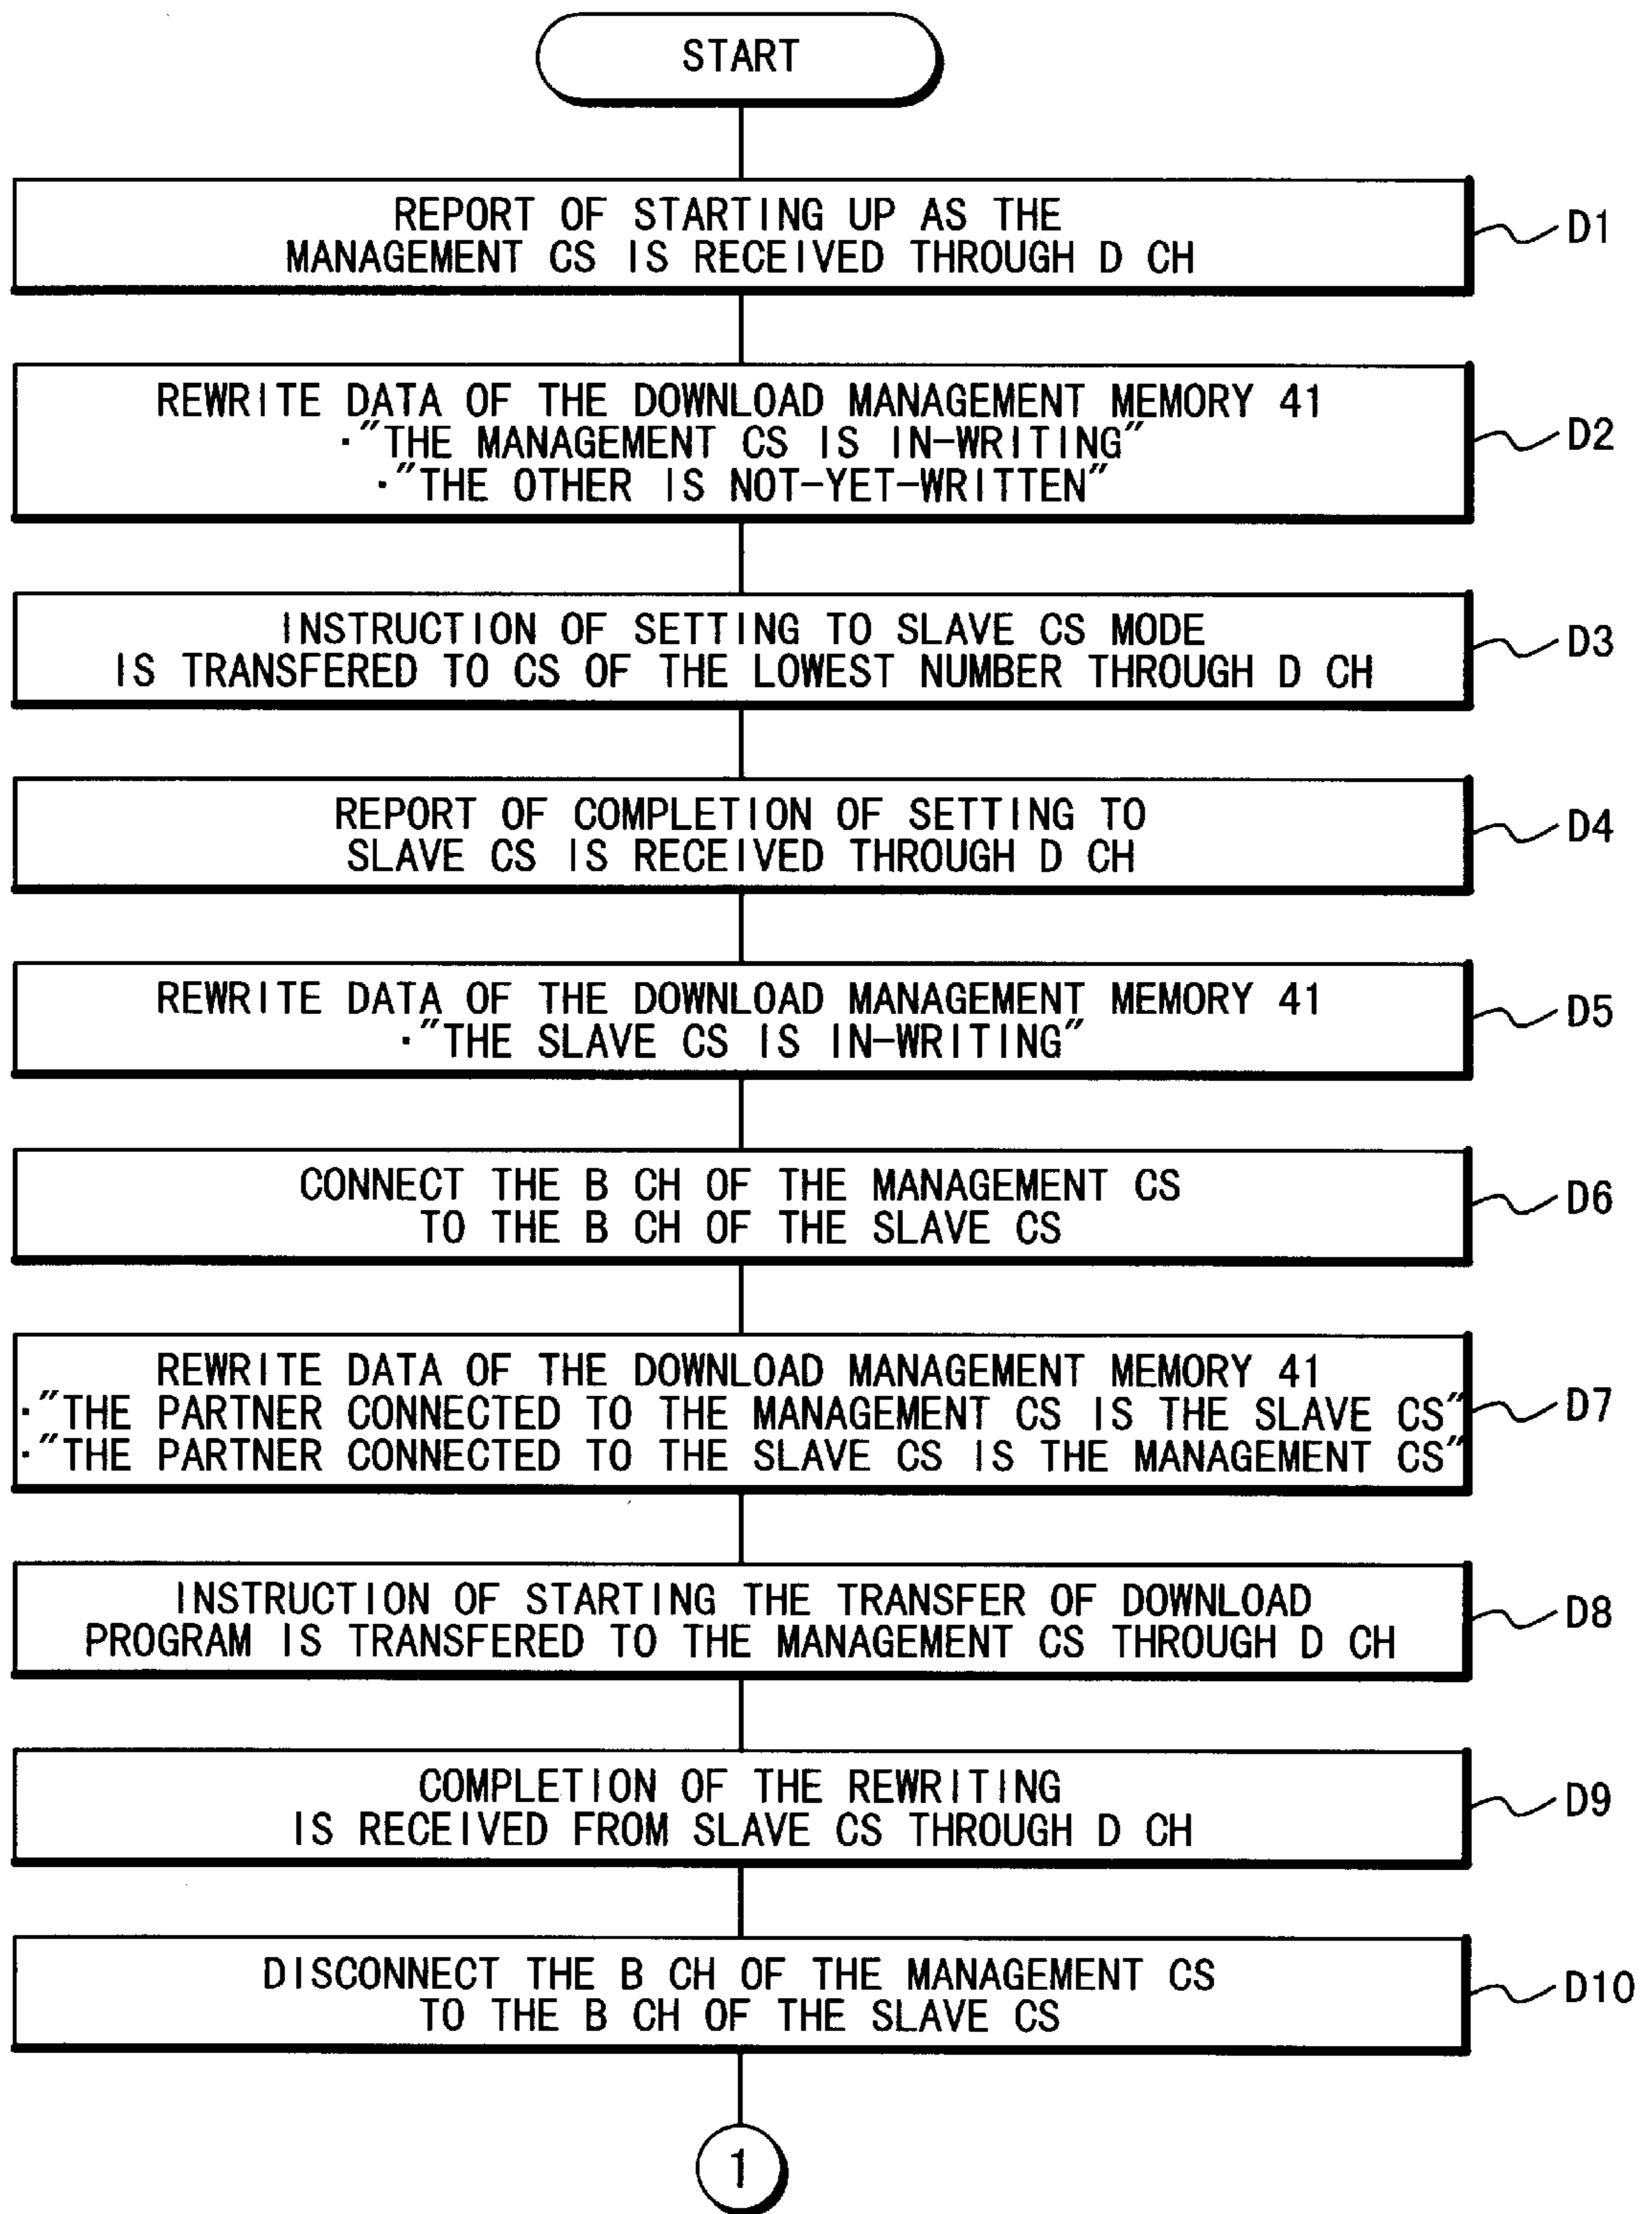 START
REPORT OF STARTING UP AS THE
MANAGEMENT CS IS RECEIVED THROUGH D CH
D1
REWRITE DATA OF THE DOWNLOAD MANAGEMENT MEMORY 41
·"THE MANAGEMENT CS IS IN-WRITING"
·"THE OTHER IS NOT-YET-WRITTEN"
D2
INSTRUCTION OF SETTING TO SLAVE CS MODE
IS TRANSFERED TO CS OF THE LOWEST NUMBER THROUGH D CH
D3
REPORT OF COMPLETION OF SETTING TO
SLAVE CS IS RECEIVED THROUGH D CH
D4
REWRITE DATA OF THE DOWNLOAD MANAGEMENT MEMORY 41
·"THE SLAVE CS IS IN-WRITING"
D5
CONNECT THE B CH OF THE MANAGEMENT CS
TO THE B CH OF THE SLAVE CS
D6
REWRITE DATA OF THE DOWNLOAD MANAGEMENT MEMORY 41
·"THE PARTNER CONNECTED TO THE MANAGEMENT CS IS THE SLAVE CS"
·"THE PARTNER CONNECTED TO THE SLAVE CS IS THE MANAGEMENT CS"
D7
INSTRUCTION OF STARTING THE TRANSFER OF DOWNLOAD
PROGRAM IS TRANSFERED TO THE MANAGEMENT CS THROUGH D CH
D8
COMPLETION OF THE REWRITING
IS RECEIVED FROM SLAVE CS THROUGH D CH
D9
DISCONNECT THE B CH OF THE MANAGEMENT CS
TO THE B CH OF THE SLAVE CS
D10
1